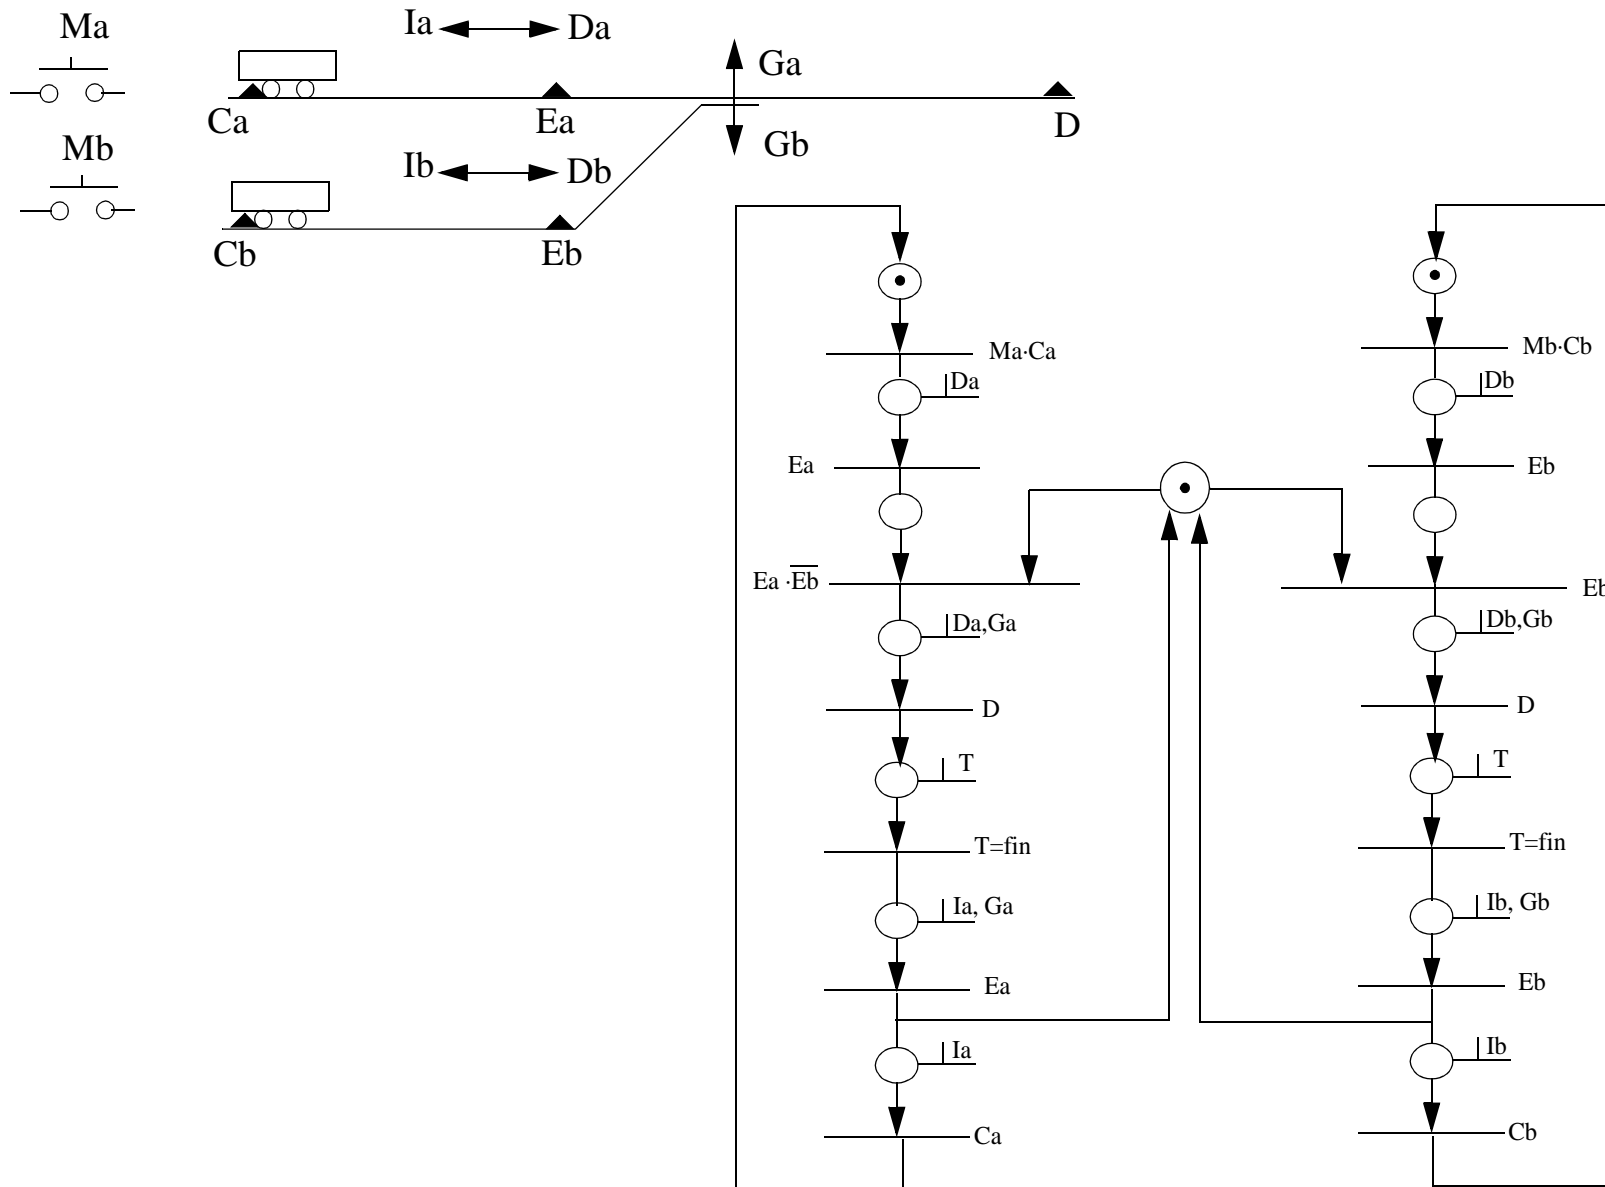 Ma
Ia
Da
Ga
Ca
Ea
D
Mb
Gb
Ib
Db
Cb
Eb
Ma·Ca
Da
Ea
Ea ·E̅b̅
Da,Ga
D
T
T=fin
Ia, Ga
Ea
Ia
Ca
Mb·Cb
Db
Eb
Eb
Db,Gb
D
T
T=fin
Ib, Gb
Eb
Ib
Cb